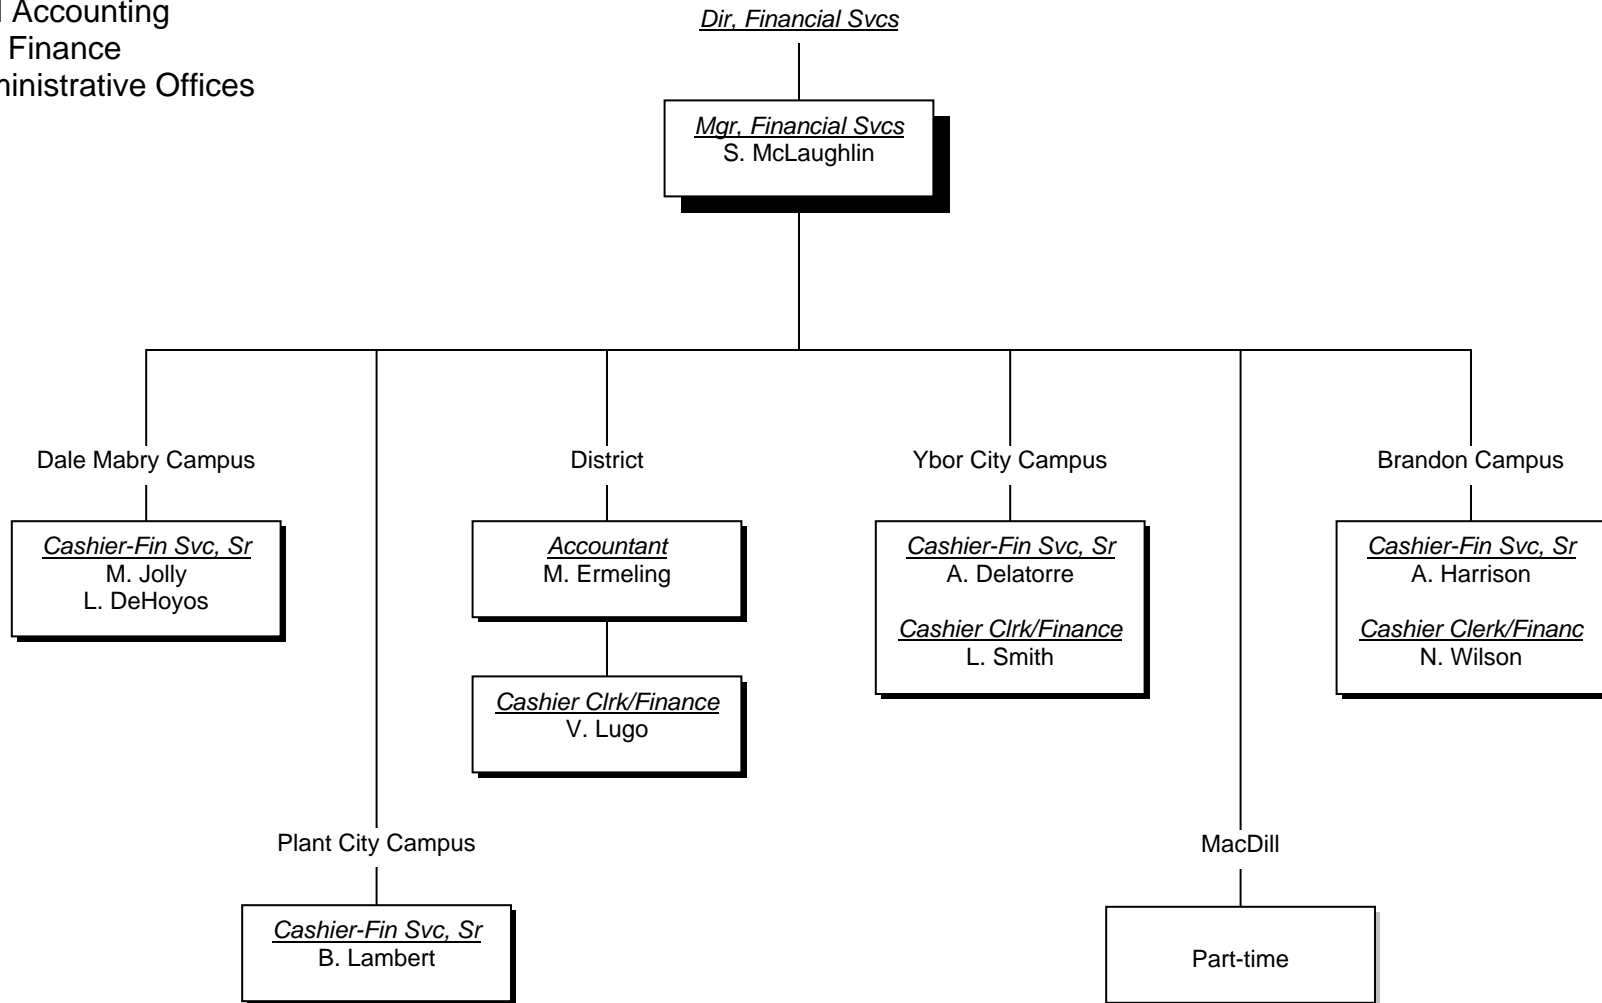 Accounting
Finance
ministrative Offices
Dir, Financial Svcs
Mgr, Financial Svcs
S. McLaughlin
Dale Mabry Campus
Cashier-Fin Svc, Sr
M. Jolly
L. DeHoyos
District
Accountant
M. Ermeling
Cashier Clrk/Finance
V. Lugo
Ybor City Campus
Cashier-Fin Svc, Sr
A. Delatorre
Cashier Clrk/Finance
L. Smith
Brandon Campus
Cashier-Fin Svc, Sr
A. Harrison
Cashier Clerk/Financ
N. Wilson
Plant City Campus
Cashier-Fin Svc, Sr
B. Lambert
MacDill
Part-time